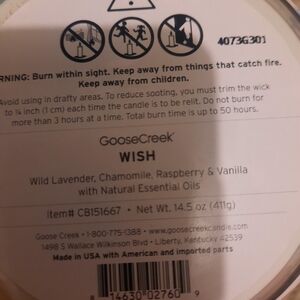 4073G301
RNING: Burn within sight. Keep away from things that catch fire.
Keep away from children.
Avoid using in drafty areas. To reduce sooting, you must trim the
wick to ¼ inch (1 cm) each time the candle is to be relit. Do not burn for
more than 3 hours at a time. Total burn time is up to 50 hours.
GooseCreek
WISH
Wild Lavender, Chamomile, Raspberry & Vanilla
with Natural Essential Oils
Item# CB151667 • Net Wt. 14.5 oz (411g)
Goose Creek • 1-800-775-1388 • www.goosecreekcandle.com
1498 S Wallace Wilkinson Blvd • Liberty, Kentucky 42539
Made in USA with American and imported parts
14630 02760 9